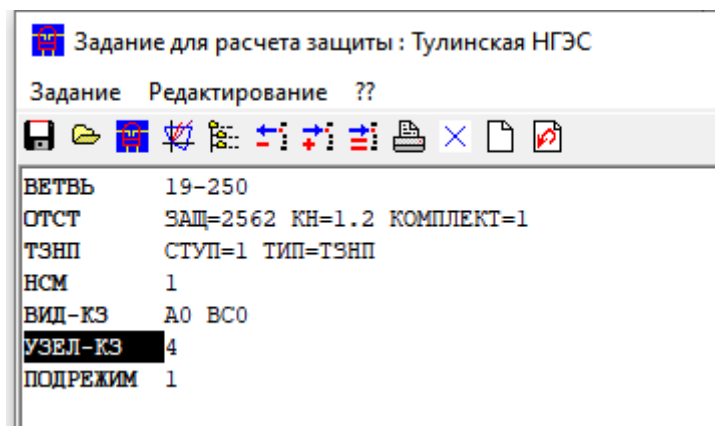 Задание для расчета защиты : Тулинская НГЭС
Задание Редактирование ??
ВЕТВЬ 19-250
ОТСТ ЗАЩ=2562 КН=1.2 КОМПЛЕКТ=1
ТЗНП СТУП=1 ТИП=ТЗНП
НСМ 1
ВИД-КЗ А0 ВС0
УЗЕЛ-КЗ 4
ПОДРЕЖИМ 1